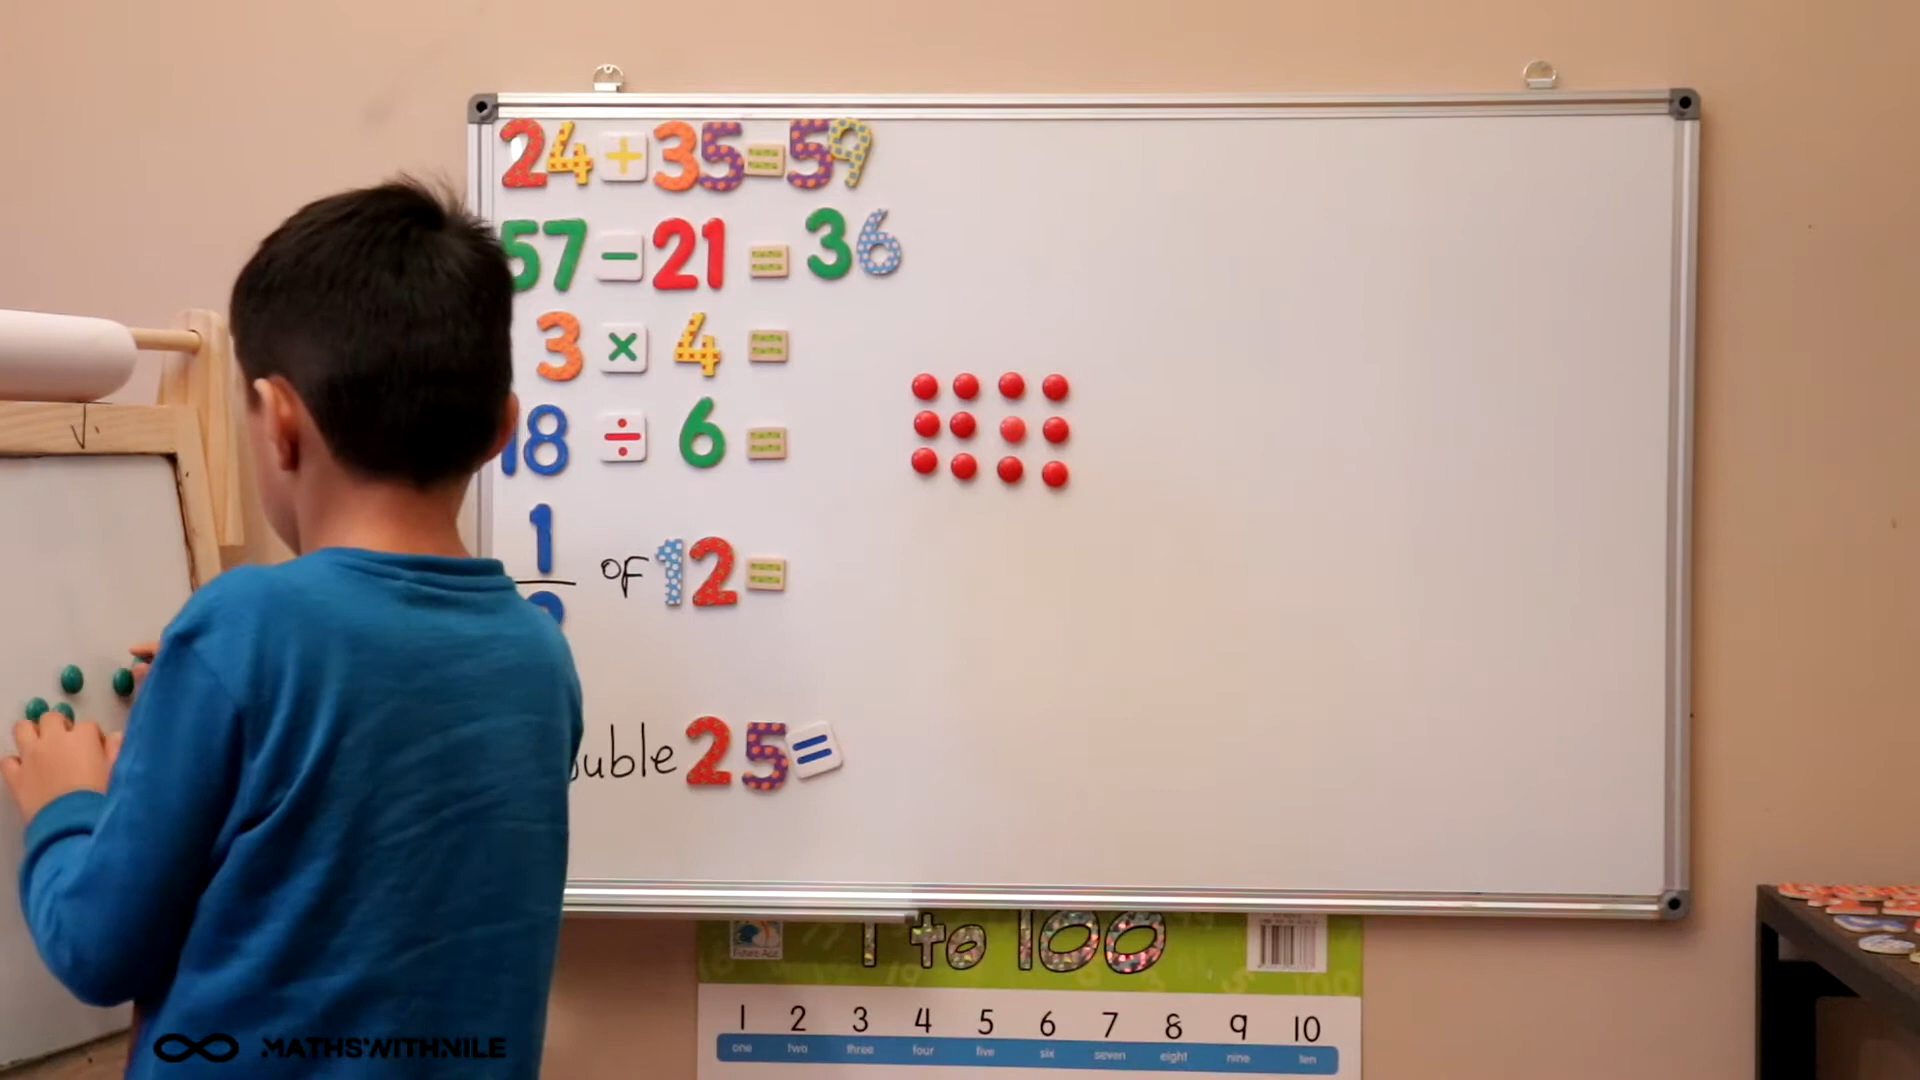 24+35=59
57-21=36
3×4=
18÷6=
1
of 12=
uble 25=
1 to 100
1 2 3 4 5 6 7 8 9 10
one two three four five six seven eight nine ten
MATHSWITHNILE